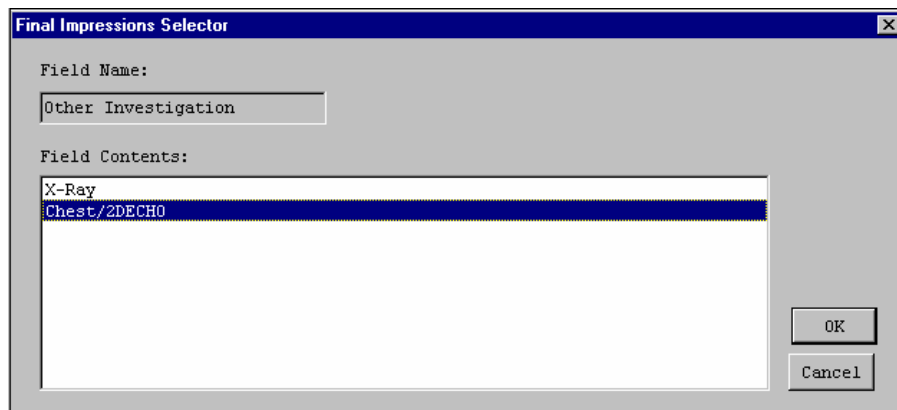 Final Impressions Selector
Field Name:
Other Investigation
Field Contents:
X-Ray
Chest/2DECHO
OK
Cancel